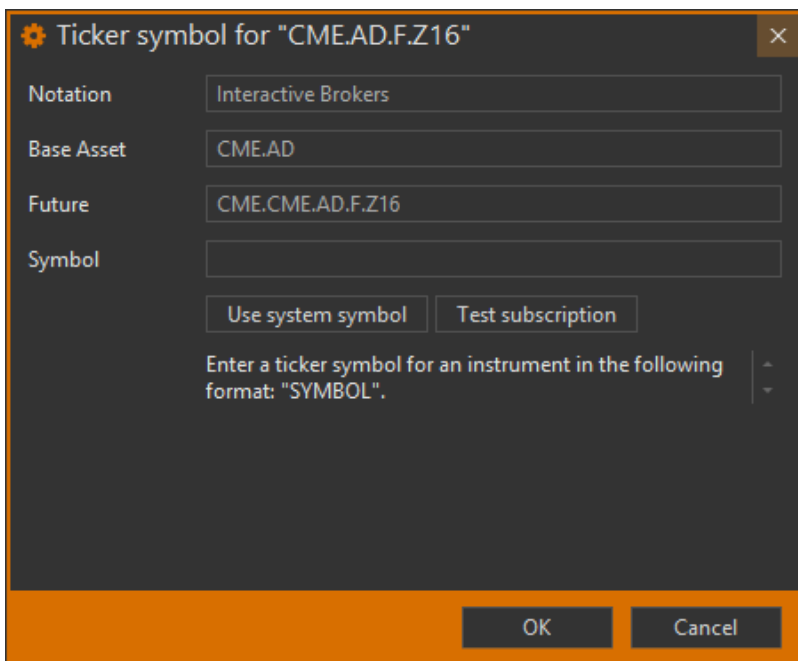 Ticker symbol for "CME.AD.F.Z16"
Notation Interactive Brokers
Base Asset CME.AD
Future CME.CME.AD.F.Z16
Symbol
Use system symbol Test subscription
Enter a ticker symbol for an instrument in the following
format: "SYMBOL".
OK Cancel